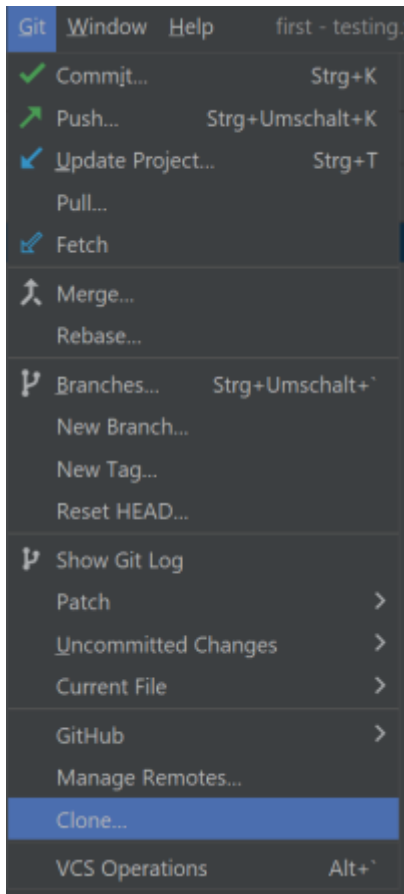 Git Window Help first - testing.
Commit... Strg+K
Push... Strg+Umschalt+K
Update Project... Strg+T
Pull...
Fetch
Merge...
Rebase...
Branches... Strg+Umschalt+`
New Branch...
New Tag...
Reset HEAD...
Show Git Log
Patch
Uncommitted Changes
Current File
GitHub
Manage Remotes...
Clone...
VCS Operations Alt+`